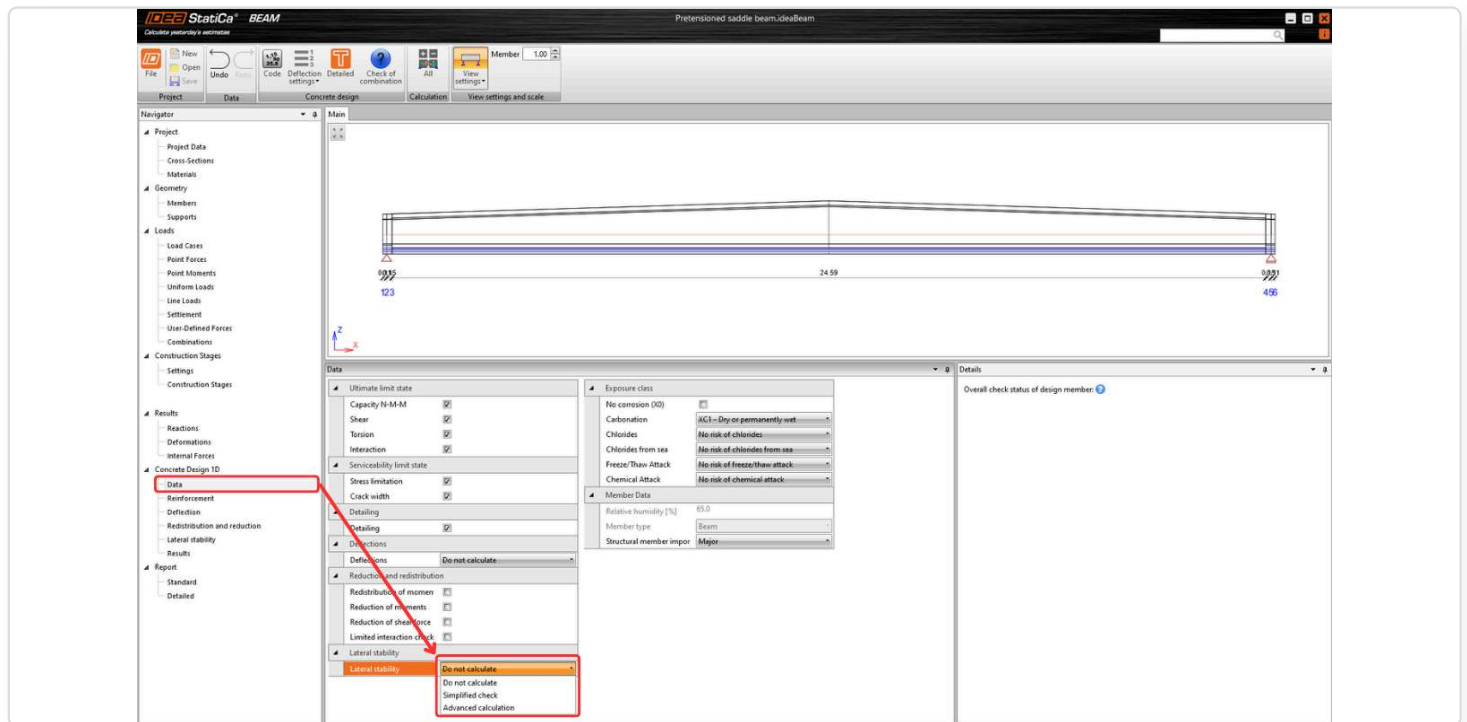 IDEA StatiCa® BEAM
Calculate yesterday's estimates
Pretensioned saddle beam.ideaBeam
File
New
Open
Save
Undo
Redo
Code
Deflection settings
Detailed
Check of combination
All
View settings
Member 1.00
Project
Data
Concrete design
Calculation
View settings and scale
Navigator
Project
Project Data
Cross-Sections
Materials
Geometry
Members
Supports
Loads
Load Cases
Point Forces
Point Moments
Uniform Loads
Line Loads
Settlement
User-Defined Forces
Combinations
Construction Stages
Settings
Construction Stages
Results
Reactions
Deformations
Internal Forces
Concrete Design 1D
Data
Reinforcement
Deflection
Redistribution and reduction
Lateral stability
Results
Report
Standard
Detailed
Main
24.59
123
456
Z
X
Data
Ultimate limit state
Capacity N-M-M
Shear
Torsion
Interaction
Serviceability limit state
Stress limitation
Crack width
Detailing
Detailing
Deflections
Deflections Do not calculate
Reduction and redistribution
Redistribution of momen
Reduction of moments
Reduction of shear force
Limited interaction check
Lateral stability
Lateral stability Do not calculate
Do not calculate
Simplified check
Advanced calculation
Exposure class
No corrosion (X0)
Carbonation XC1 - Dry or permanently wet
Chlorides No risk of chlorides
Chlorides from sea No risk of chlorides from sea
Freeze/Thaw Attack No risk of freeze/thaw attack
Chemical Attack No risk of chemical attack
Member Data
Relative humidity [%] 65.0
Member type Beam
Structural member impor Major
Details
Overall check status of design member: